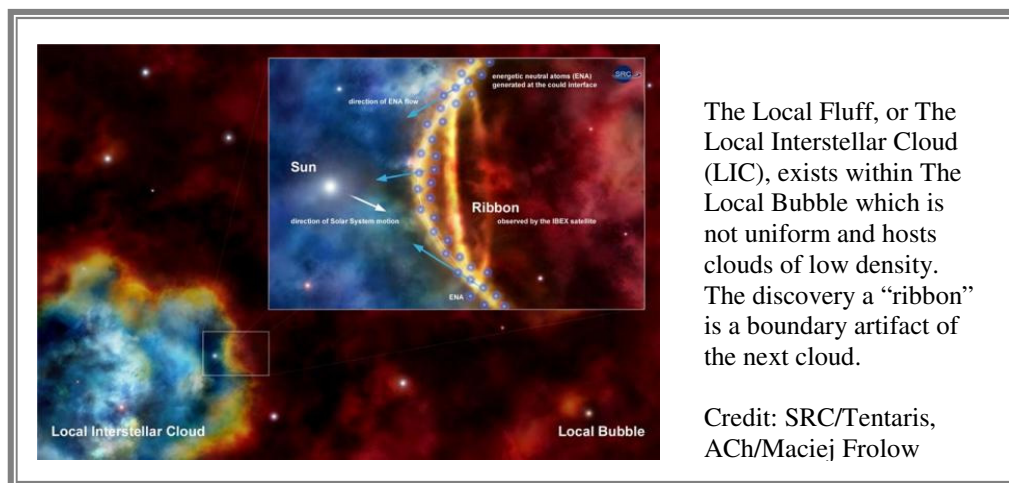 SRC
energetic neutral atoms (ENA)
generated at the could interface
direction of ENA flow
Sun
direction of Solar System motion
Ribbon
observed by the IBEX satellite
ENA
Local Interstellar Cloud
Local Bubble
The Local Fluff, or The
Local Interstellar Cloud
(LIC), exists within The
Local Bubble which is
not uniform and hosts
clouds of low density.
The discovery a “ribbon”
is a boundary artifact of
the next cloud.
Credit: SRC/Tentaris,
ACh/Maciej Frolow